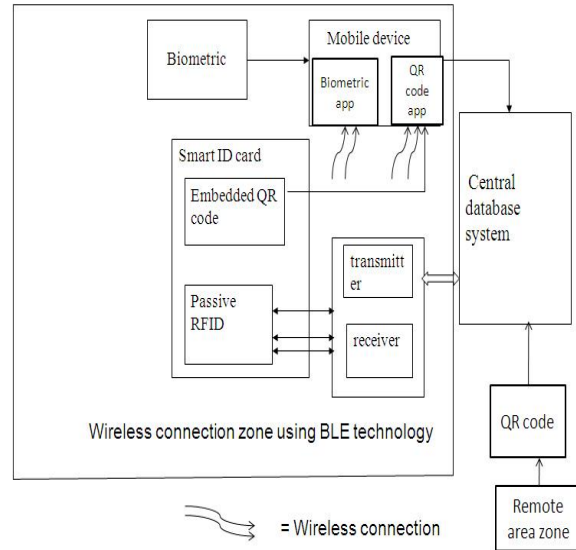 Mobile device
Biometric
Biometric
app
QR
code
app
Smart ID card
Embedded QR
code
Central
database
system
transmitt
er
Passive
RFID
receiver
Wireless connection zone using BLE technology
QR code
Remote
area zone
= Wireless connection